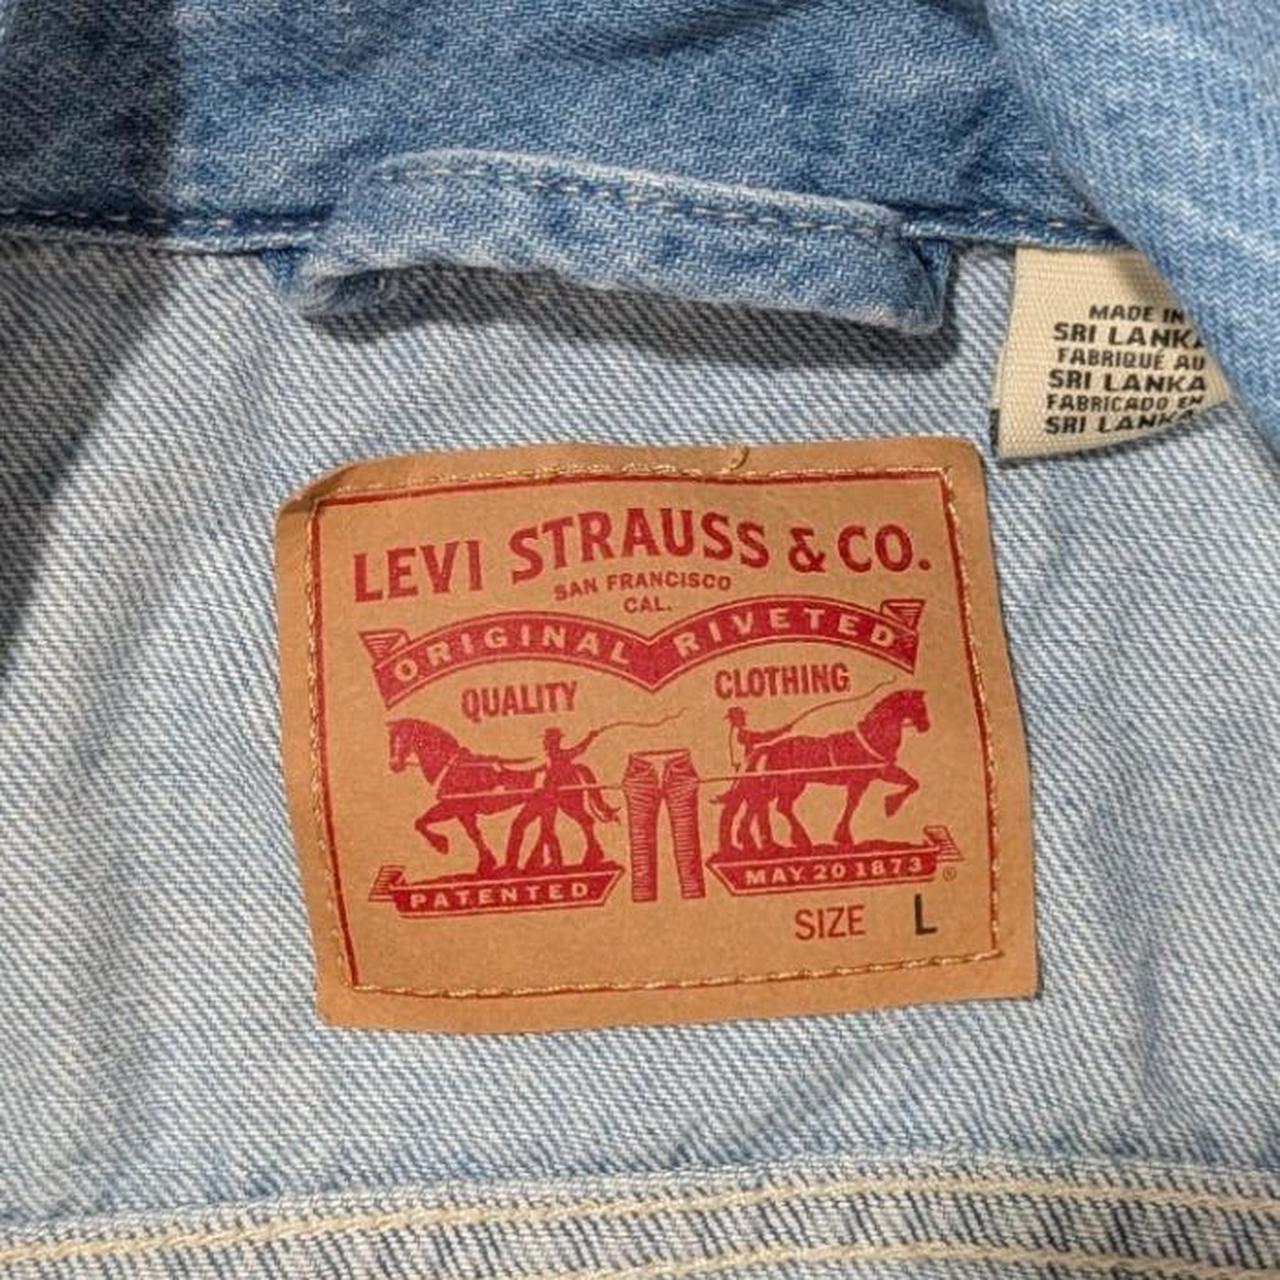 MADE IN
SRI LANKA
FABRIQUÉ AU
SRI LANKA
FABRICADO EN
SRI LANKA
LEVI STRAUSS & CO.
SAN FRANCISCO
CAL.
ORIGINAL RIVETED
QUALITY CLOTHING
PATENTED MAY 20 1873 ®
SIZE L